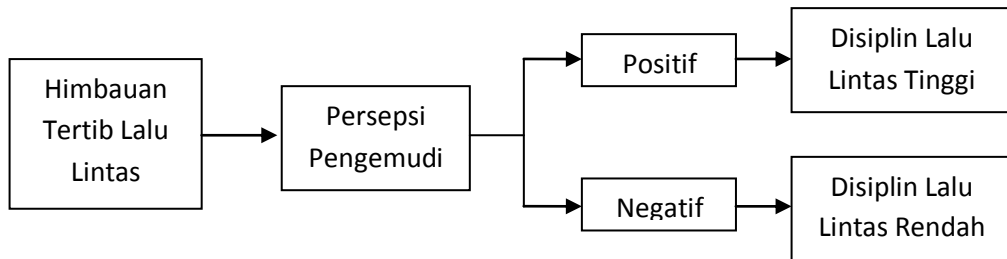 Himbauan
Tertib Lalu
Lintas
Persepsi
Pengemudi
Positif
Disiplin Lalu
Lintas Tinggi
Negatif
Disiplin Lalu
Lintas Rendah